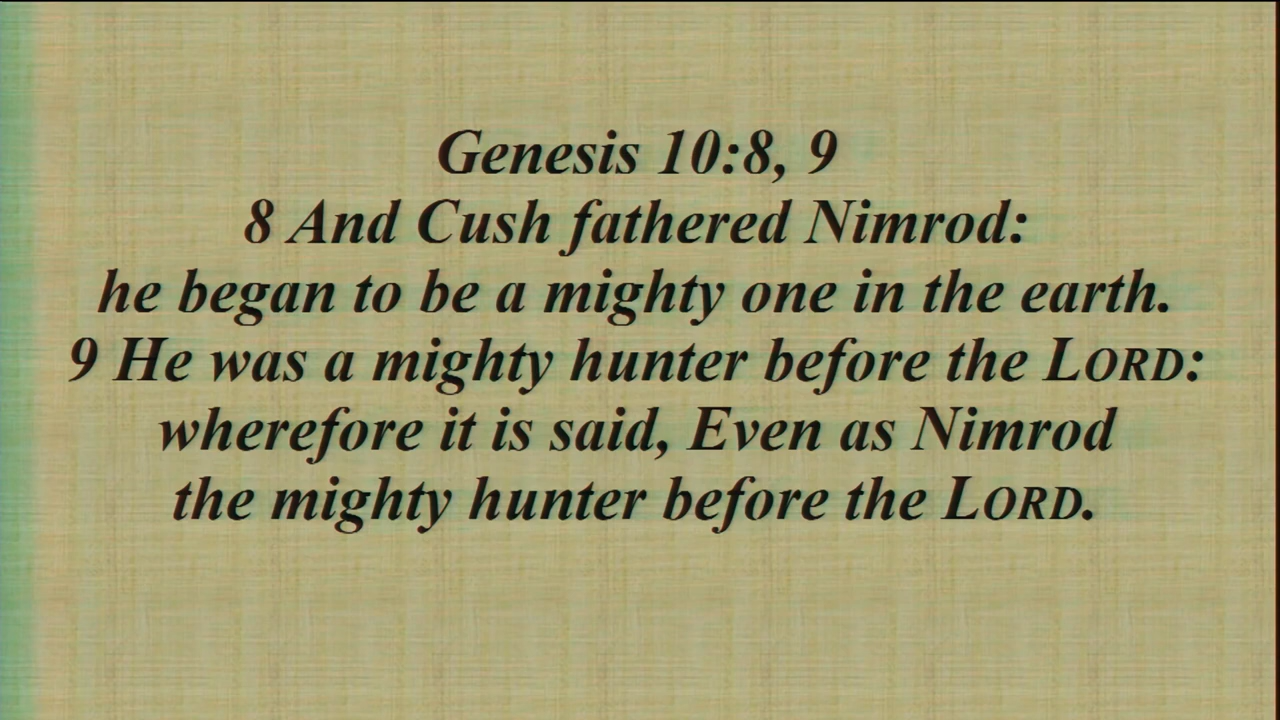 Genesis 10:8, 9
8 And Cush fathered Nimrod:
he began to be a mighty one in the earth.
9 He was a mighty hunter before the LORD:
wherefore it is said, Even as Nimrod
the mighty hunter before the LORD.